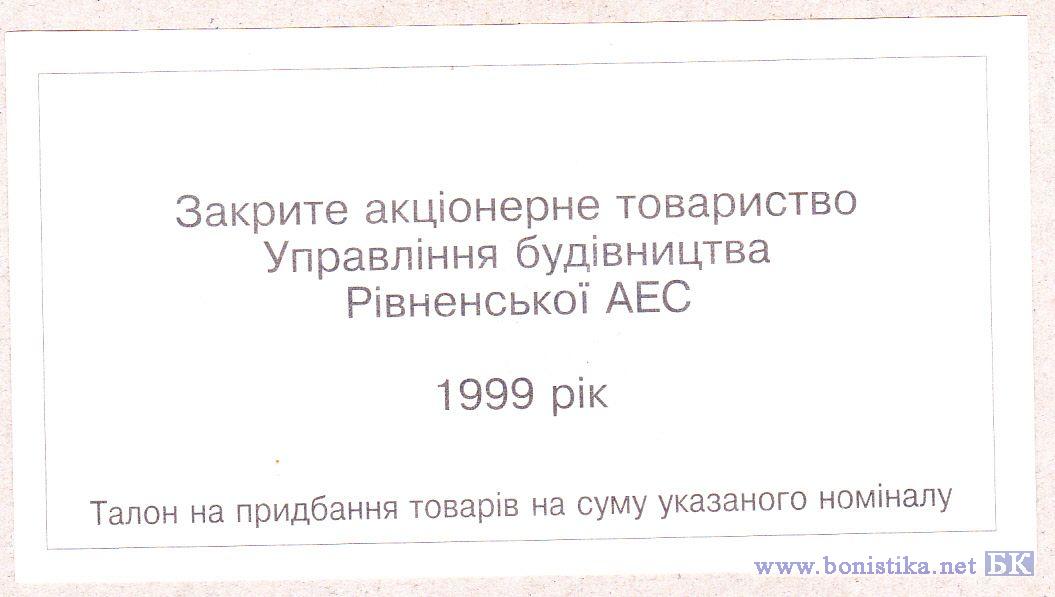 Закрите акціонерне товариство
Управління будівництва
Рівненської АЕС
1999 рік
Талон на придбання товарів на суму указаного номіналу
www.bonistika.net БК